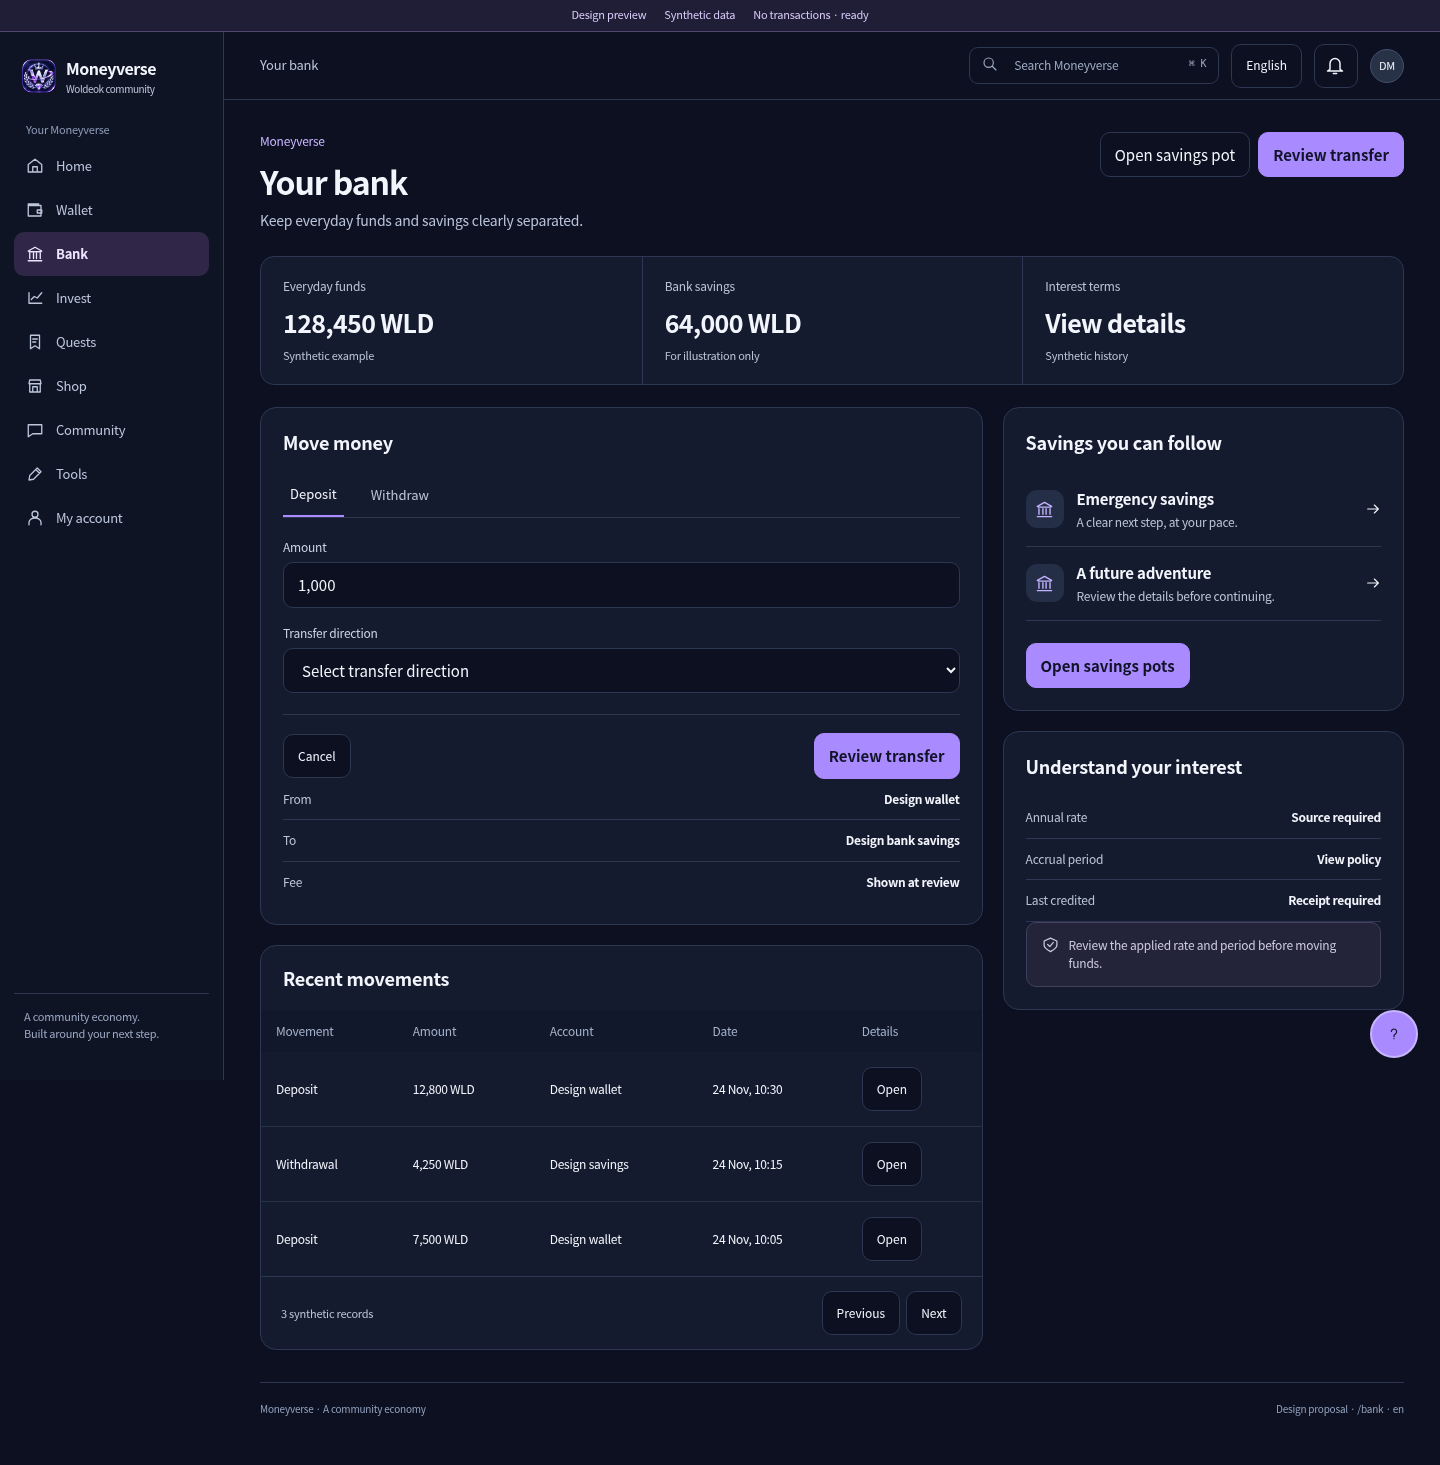 Design preview Synthetic data No transactions · ready
Moneyverse
Woldeok community
Your Moneyverse
Home
Wallet
Bank
Invest
Quests
Shop
Community
Tools
My account
A community economy.
Built around your next step.
Your bank
Search Moneyverse ⌘ K
English
DM
Moneyverse
Your bank
Keep everyday funds and savings clearly separated.
Open savings pot
Review transfer
Everyday funds
128,450 WLD
Synthetic example
Bank savings
64,000 WLD
For illustration only
Interest terms
View details
Synthetic history
Move money
Deposit Withdraw
Amount
1,000
Transfer direction
Select transfer direction
Cancel
Review transfer
From Design wallet
To Design bank savings
Fee Shown at review
Savings you can follow
Emergency savings
A clear next step, at your pace.
A future adventure
Review the details before continuing.
Open savings pots
Understand your interest
Annual rate Source required
Accrual period View policy
Last credited Receipt required
Review the applied rate and period before moving
funds.
?
Recent movements
Movement Amount Account Date Details
Deposit 12,800 WLD Design wallet 24 Nov, 10:30 Open
Withdrawal 4,250 WLD Design savings 24 Nov, 10:15 Open
Deposit 7,500 WLD Design wallet 24 Nov, 10:05 Open
3 synthetic records Previous Next
Moneyverse · A community economy
Design proposal · /bank · en